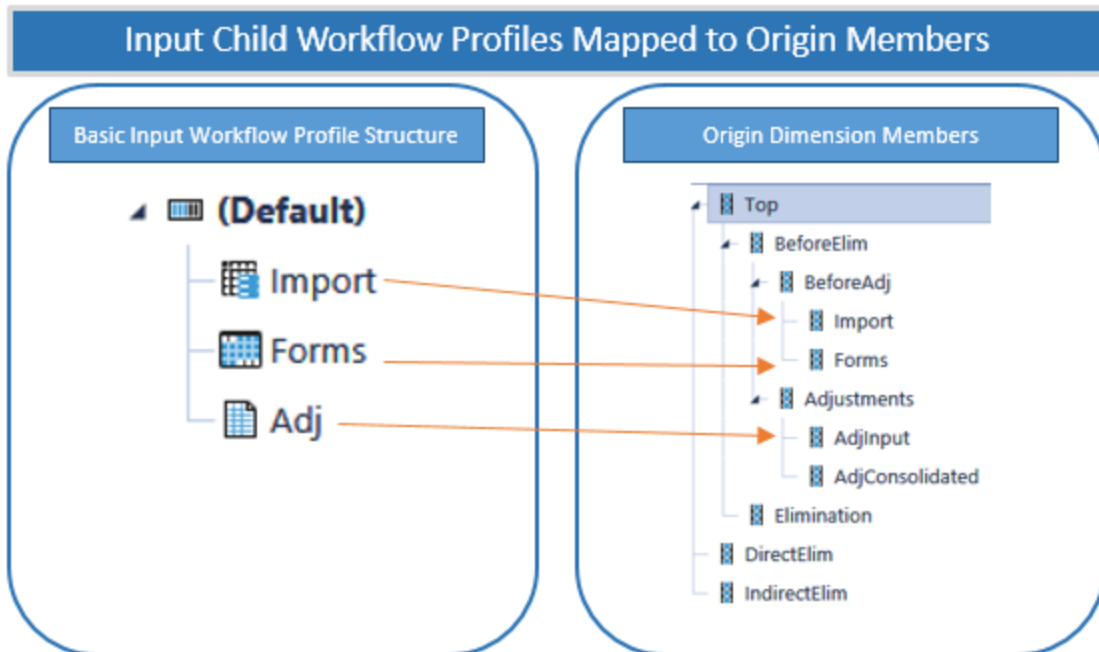 Input Child Workflow Profiles Mapped to Origin Members
Basic Input Workflow Profile Structure
(Default)
Import
Forms
Adj
Origin Dimension Members
Top
BeforeElim
BeforeAdj
Import
Forms
Adjustments
AdjInput
AdjConsolidated
Elimination
DirectElim
IndirectElim